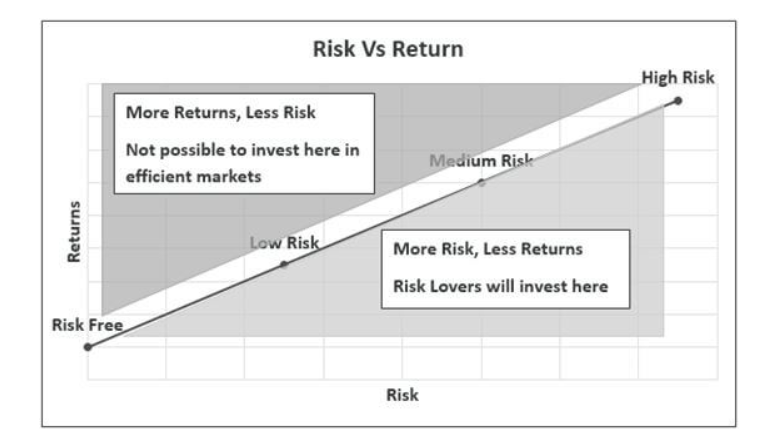 Risk Vs Return
High Risk
More Returns, Less Risk
Not possible to invest here in
efficient markets
Medium Risk
Returns
Low Risk
More Risk, Less Returns
Risk Lovers will invest here
Risk Free
Risk